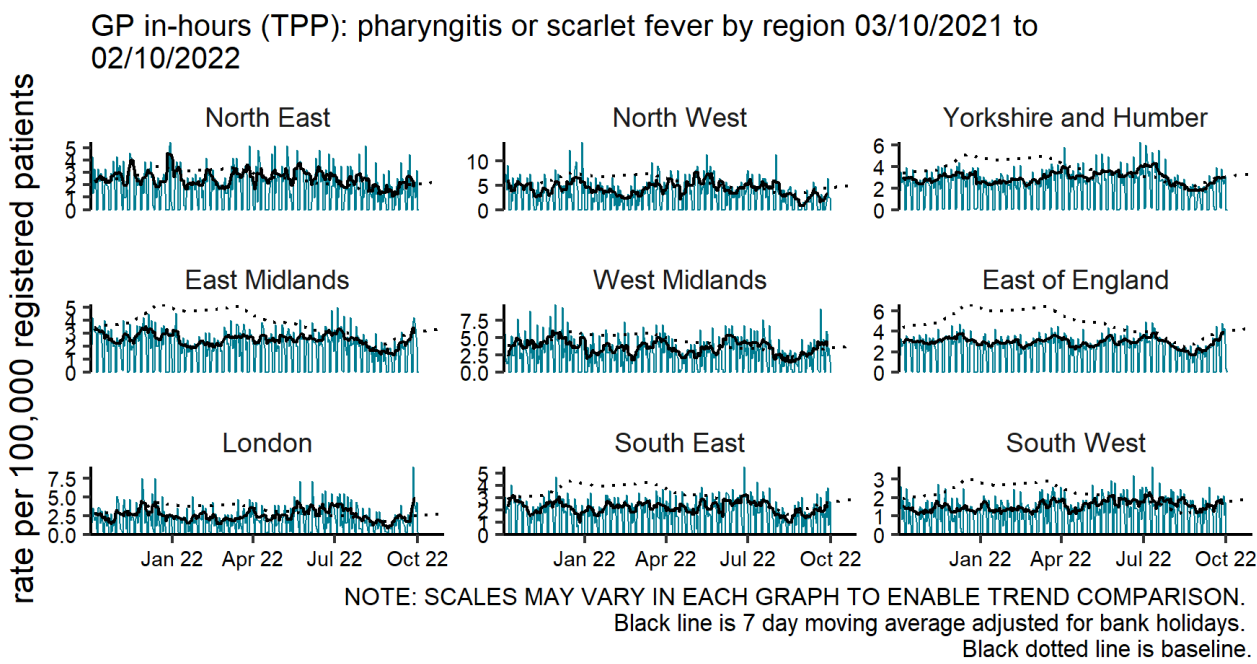 GP in-hours (TPP): pharyngitis or scarlet fever by region 03/10/2021 to
02/10/2022
rate per 100,000 registered patients
North East
5
4
3
2
1
0
North West
10
5
0
Yorkshire and Humber
6
4
2
0
East Midlands
5
4
3
2
1
0
West Midlands
7.5
5.0
2.5
0.0
East of England
6
4
2
0
London
7.5
5.0
2.5
0.0
Jan 22 Apr 22 Jul 22 Oct 22
South East
5
4
3
2
1
0
Jan 22 Apr 22 Jul 22 Oct 22
South West
3
2
1
0
Jan 22 Apr 22 Jul 22 Oct 22
NOTE: SCALES MAY VARY IN EACH GRAPH TO ENABLE TREND COMPARISON.
Black line is 7 day moving average adjusted for bank holidays.
Black dotted line is baseline.